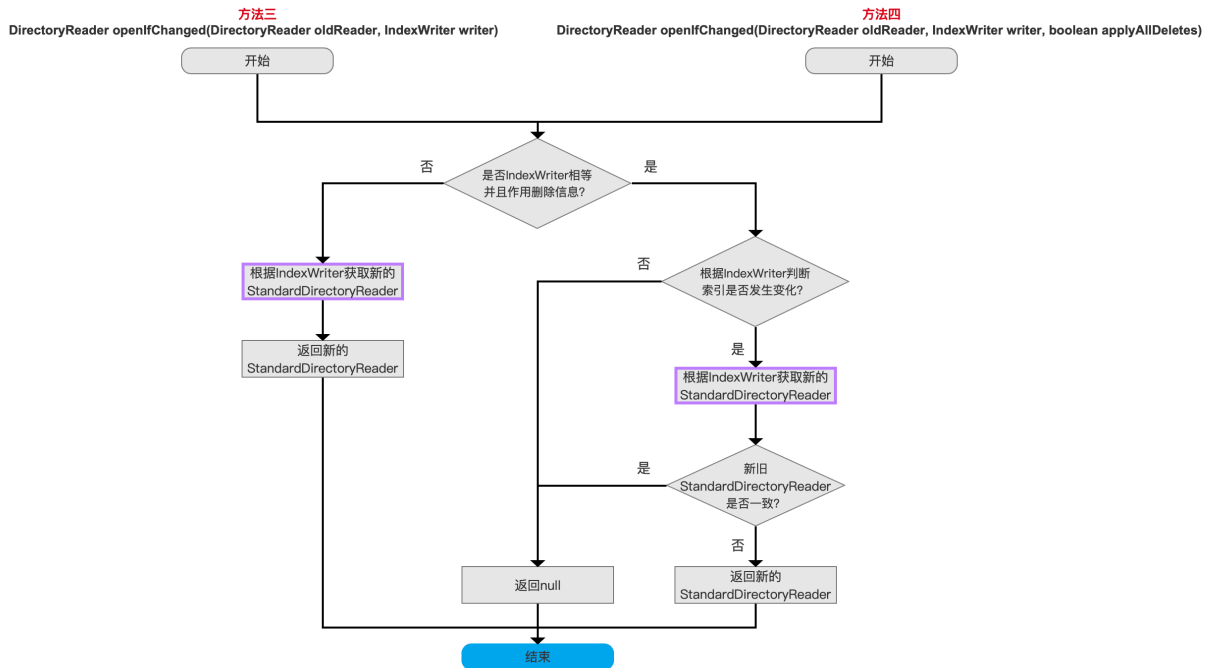 方法三
DirectoryReader openIfChanged(DirectoryReader oldReader, IndexWriter writer)
开始
方法四
DirectoryReader openIfChanged(DirectoryReader oldReader, IndexWriter writer, boolean applyAllDeletes)
开始
是否IndexWriter相等
并且作用删除信息?
否
是
根据IndexWriter获取新的
StandardDirectoryReader
返回新的
StandardDirectoryReader
根据IndexWriter判断
索引是否发生变化?
否
是
根据IndexWriter获取新的
StandardDirectoryReader
新旧
StandardDirectoryReader
是否一致?
是
否
返回null
返回新的
StandardDirectoryReader
结束